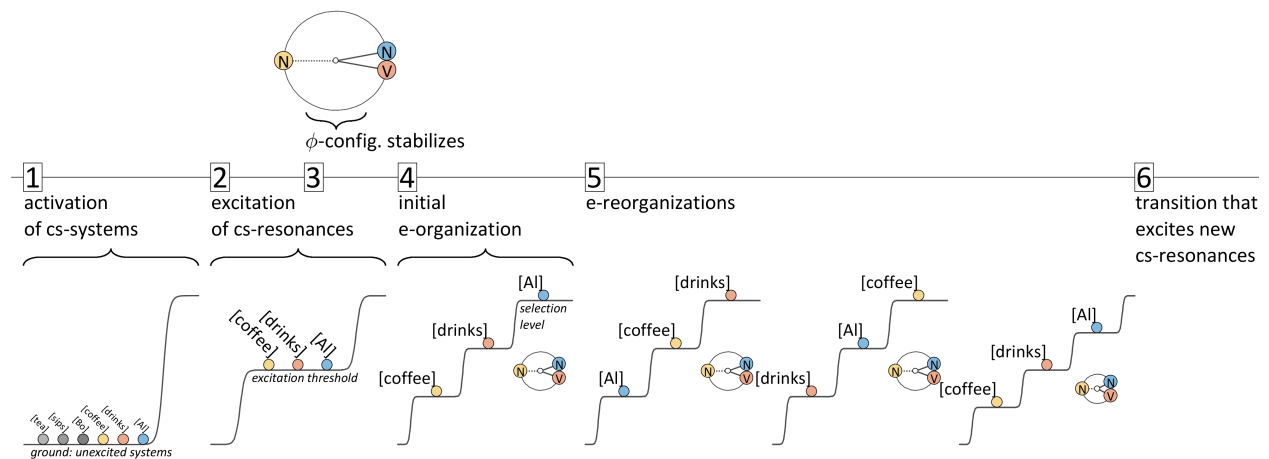 N
N
V
ϕ-config. stabilizes
1
2
3
4
5
6
activation
of cs-systems
excitation
of cs-resonances
initial
e-organization
e-reorganizations
transition that
excites new
cs-resonances
[tea]
[sips]
[Bo]
[coffee]
[drinks]
[Al]
ground: unexcited systems
[coffee]
[drinks]
[Al]
excitation threshold
[Al]
selection
level
[drinks]
[coffee]
N
N
V
[drinks]
[coffee]
[Al]
N
N
V
[coffee]
[Al]
[drinks]
N
N
V
[Al]
[drinks]
[coffee]
N
N
V